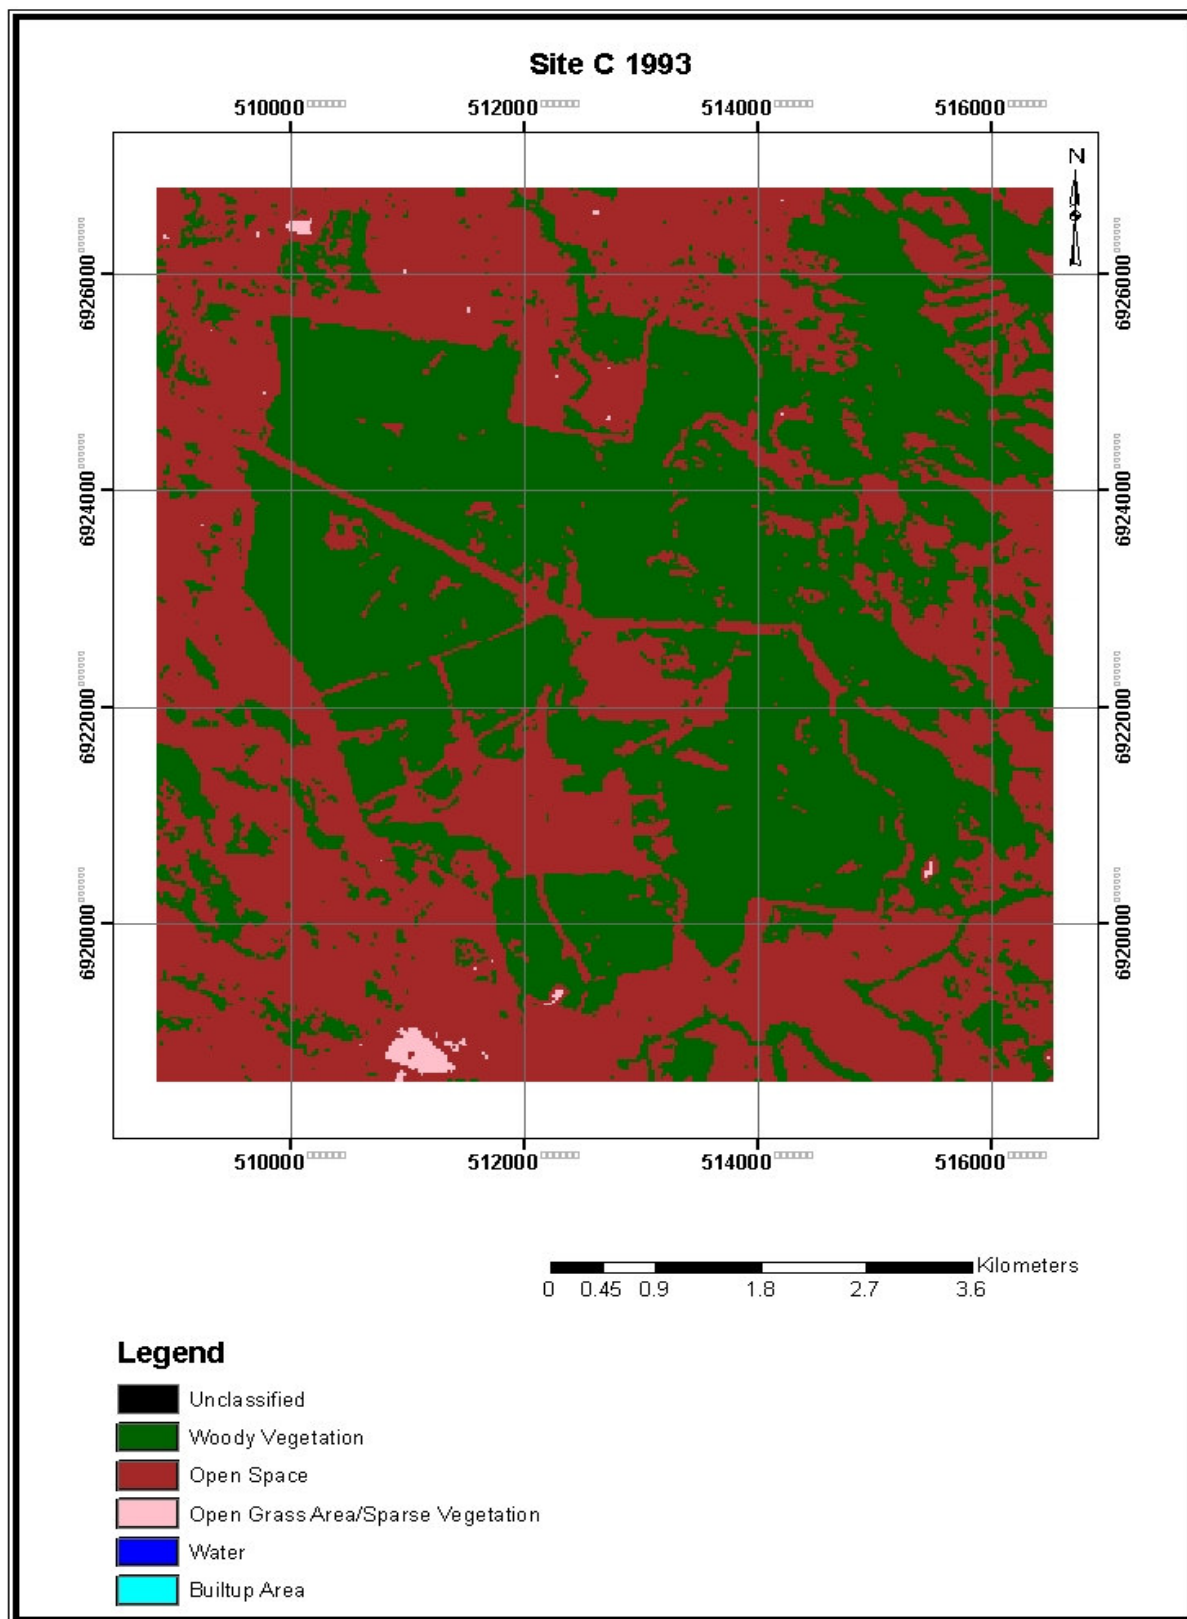 Site C 1993
510000 512000 514000 516000
N
6926000 6926000
6924000 6924000
6922000 6922000
6920000 6920000
510000 512000 514000 516000
Kilometers
0 0.45 0.9 1.8 2.7 3.6
Legend
Unclassified
Woody Vegetation
Open Space
Open Grass Area/Sparse Vegetation
Water
Builtup Area